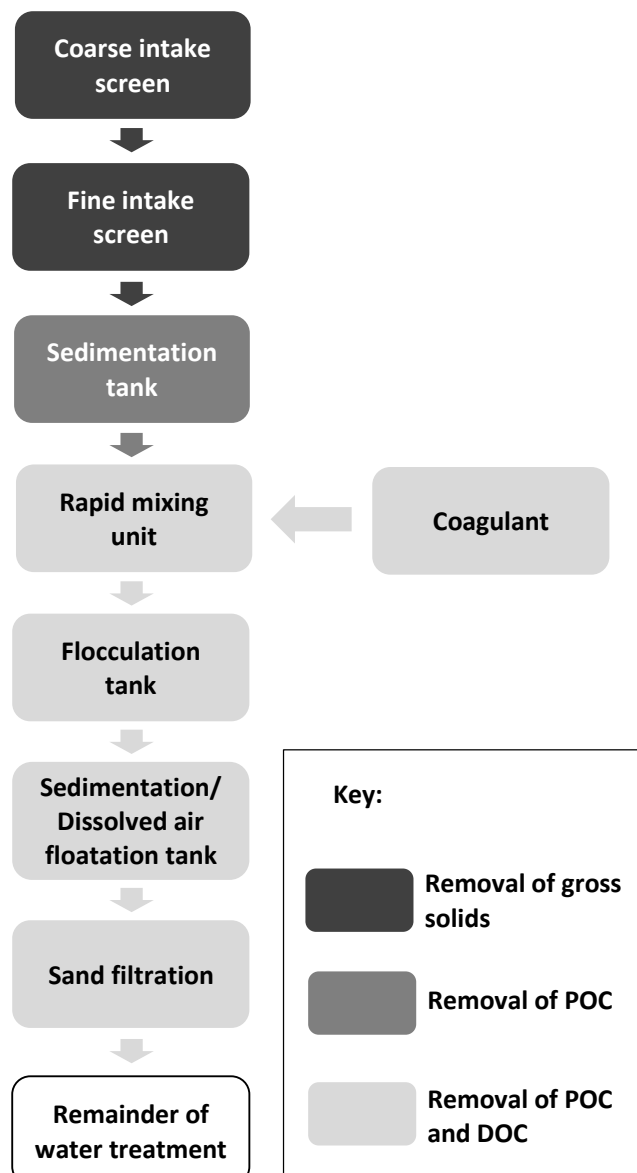 Coarse intake
screen
Fine intake
screen
Sedimentation
tank
Rapid mixing
unit
Coagulant
Flocculation
tank
Sedimentation/
Dissolved air
floatation tank
Sand filtration
Remainder of
water treatment
Key:
Removal of gross
solids
Removal of POC
Removal of POC
and DOC